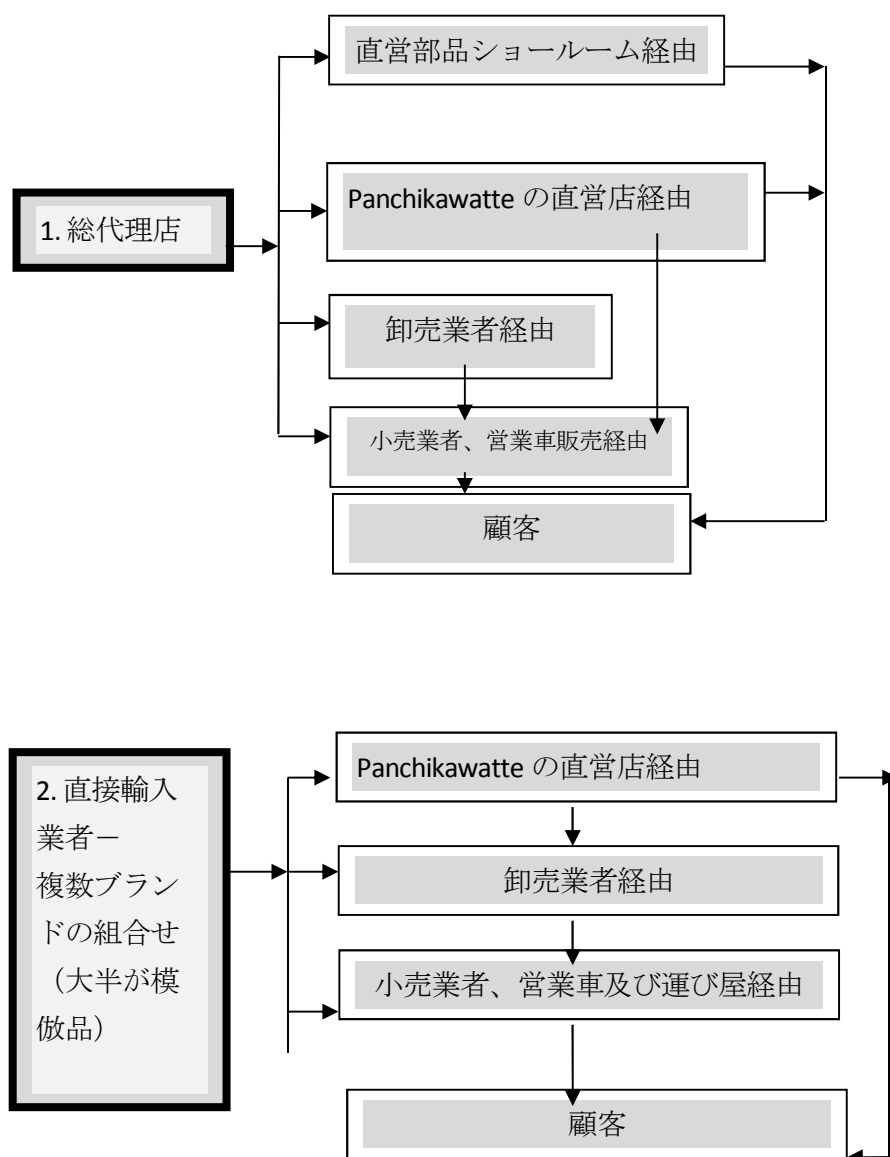 直営部品ショールーム経由
Panchikawatte の直営店経由
1. 総代理店
卸売業者経由
小売業者、営業車販売経由
顧客
Panchikawatte の直営店経由
2. 直接輸入
業者－
複数ブラン
ドの組合せ
（大半が模
倣品）
卸売業者経由
小売業者、営業車及び運び屋経由
顧客